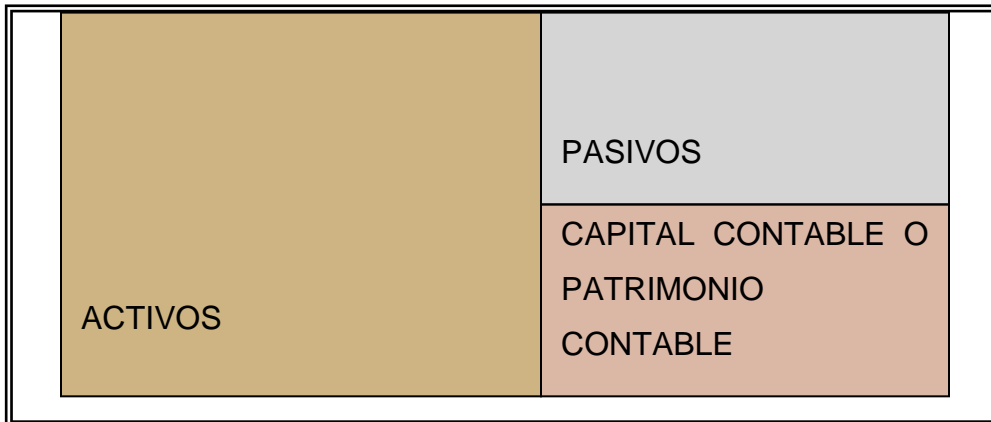 ACTIVOS
PASIVOS
CAPITAL CONTABLE O
PATRIMONIO
CONTABLE